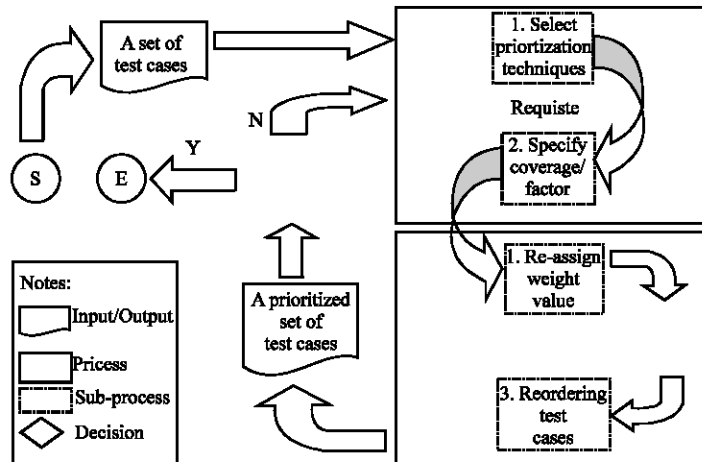 A set of
test cases
1. Select
priortization
techniques
Requiste
N
Y
S
E
2. Specify
coverage/
factor
1. Re-assign
weight
value
A prioritized
set of
test cases
3. Reordering
test
cases
Notes:
Input/Output
Pricess
Sub-process
Decision